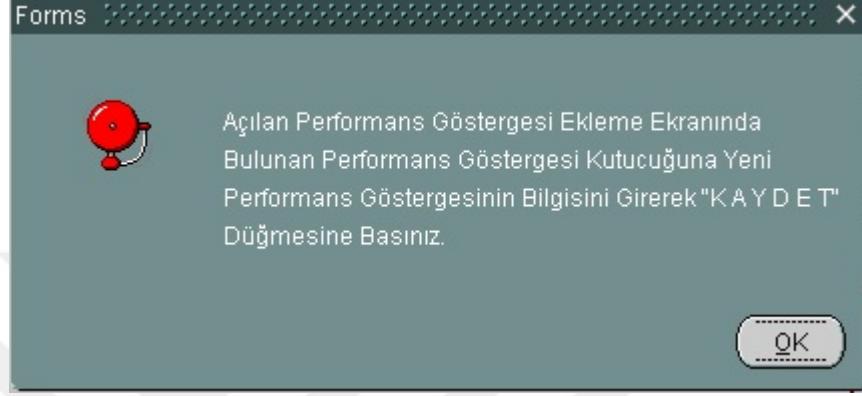 Forms
Açılan Performans Göstergesi Ekleme Ekranında
Bulunan Performans Göstergesi Kutucuğuna Yeni
Performans Göstergesinin Bilgisini Girerek "K A Y D E T"
Düğmesine Basınız.
OK